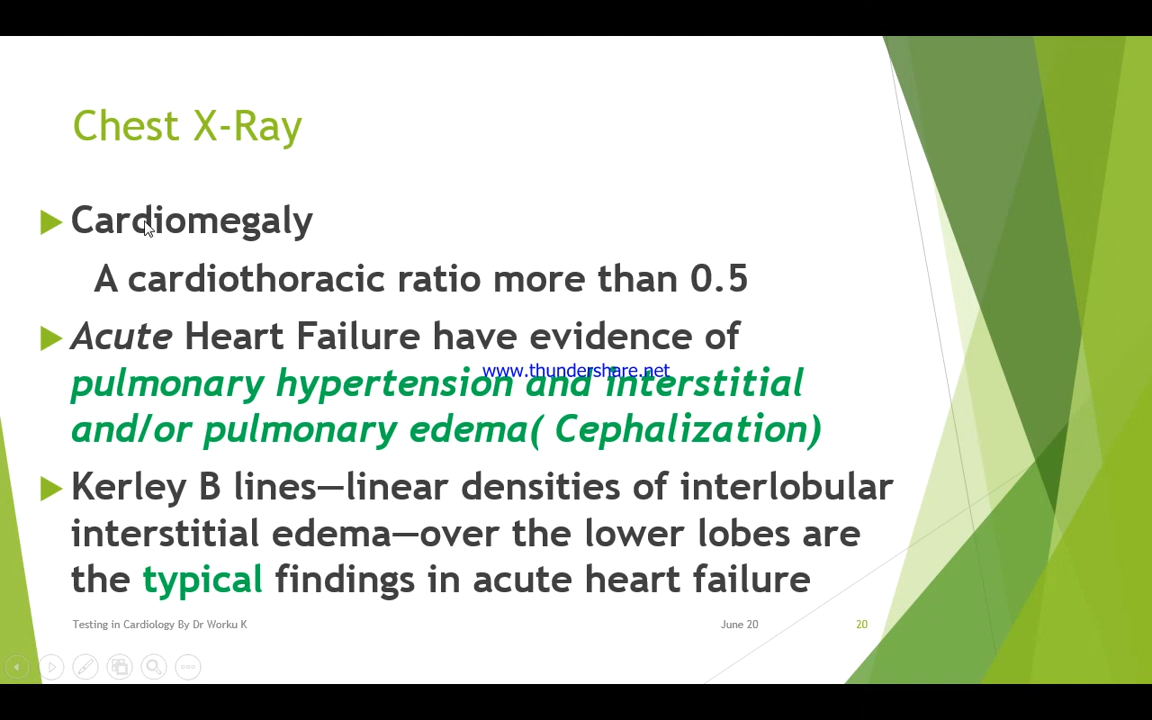 Chest X-Ray
Cardiomegaly
A cardiothoracic ratio more than 0.5
Acute Heart Failure have evidence of
www.thundershare.net
pulmonary hypertension and interstitial
and/or pulmonary edema( Cephalization)
Kerley B lines—linear densities of interlobular
interstitial edema—over the lower lobes are
the typical findings in acute heart failure
Testing in Cardiology By Dr Worku K June 20 20